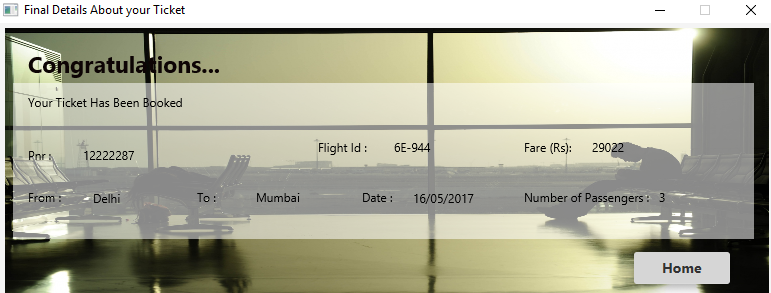 Final Details About your Ticket
Congratulations...
Your Ticket Has Been Booked
Pnr : 12222287 Flight Id : 6E-944 Fare (Rs): 29022
From : Delhi To : Mumbai Date : 16/05/2017 Number of Passengers : 3
Home